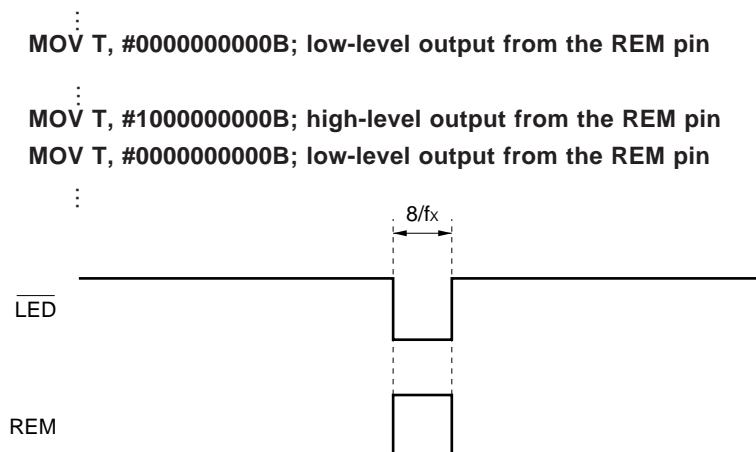 ⋮
MOV T, #0000000000B; low-level output from the REM pin
⋮
MOV T, #1000000000B; high-level output from the REM pin
MOV T, #0000000000B; low-level output from the REM pin
⋮
8/fx
LED
REM